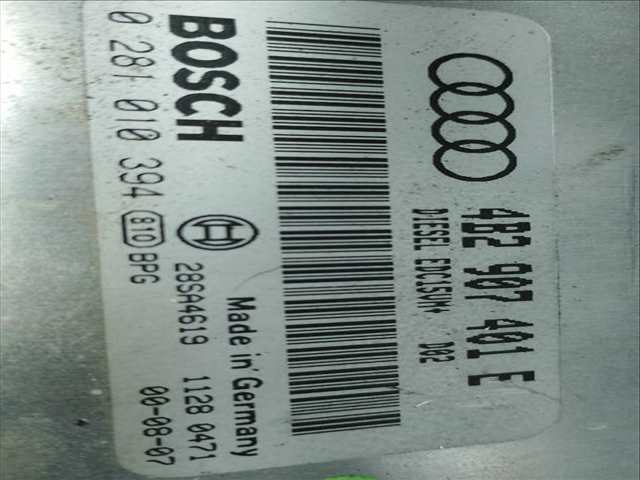 4B2 907 401 E
DIESEL EDC15VM+ D82
BOSCH
Made in Germany
28SA4619 1128 0471
0 281 010 394 810 BPG 00-08-07